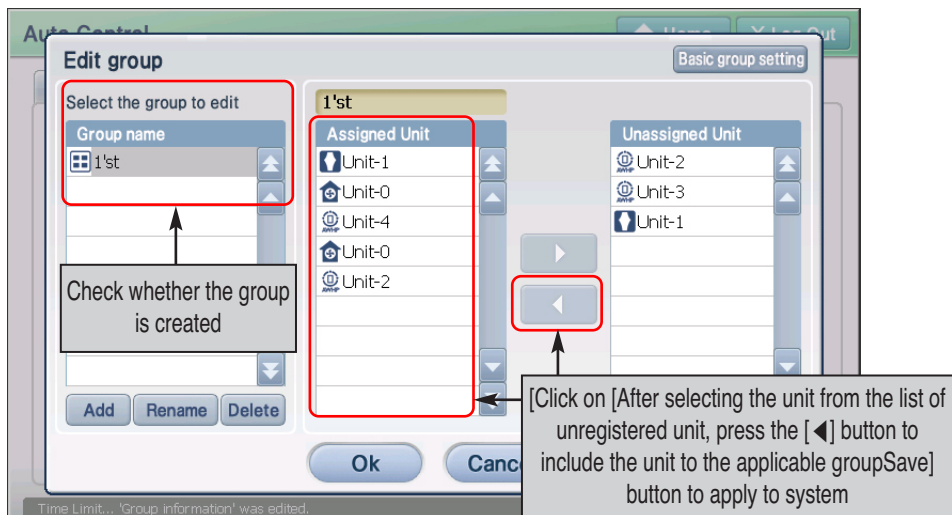 Auto Control
Home
X Log Out
Edit group
Basic group setting
Select the group to edit
Group name
1'st
1'st
Assigned Unit
Unit-1
Unit-0
Unit-4
Unit-0
Unit-2
Unassigned Unit
Unit-2
Unit-3
Unit-1
Check whether the group
is created
Add
Rename
Delete
[Click on [After selecting the unit from the list of
unregistered unit, press the [◀] button to
include the unit to the applicable groupSave]
button to apply to system
Ok
Canc
Time Limit... 'Group information' was edited.